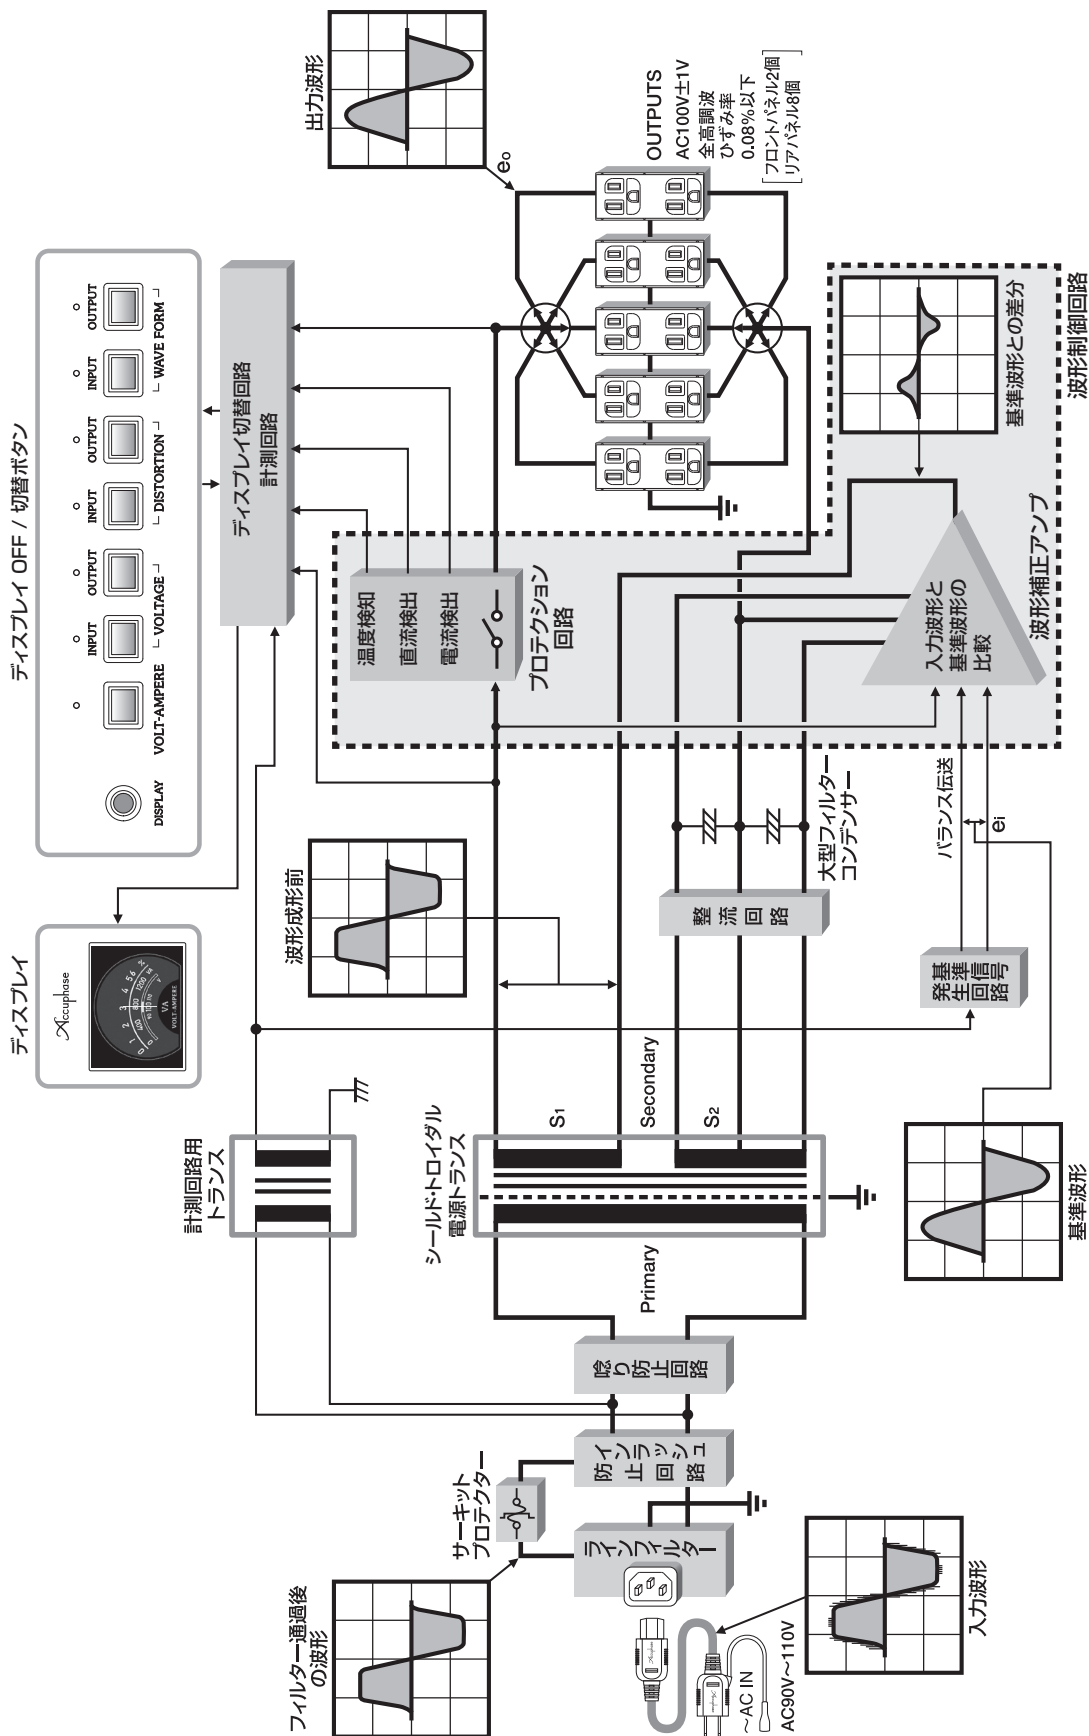 ディスプレイ
Accuphase
0 1 2 3 4 5 6
VA
VOLT-AMPERE
ディスプレイ OFF / 切替ボタン
DISPLAY
VOLT-AMPERE
INPUT
OUTPUT
VOLTAGE
INPUT
OUTPUT
DISTORTION
INPUT
OUTPUT
WAVE FORM
ディスプレイ切替回路
計測回路
計測回路用
トランス
出力波形
eo
OUTPUTS
AC100V±1V
全高調波
ひずみ率
0.08%以下
フロントパネル2個
リアパネル8個
温度検知
直流検出
電流検出
プロテクション
回路
波形成形前
シールド・トロイダル
電源トランス
Primary
Secondary
S1
S2
整流回路
大型フィルター
コンデンサー
フィルター通過後
の波形
サーキット
プロテクター
ラインフィルター
インラッシュ
防止回路
唸り防止回路
～AC IN
AC90V～110V
入力波形
基準波形
基準信号
発生回路
バランス伝送
ei
入力波形と
基準波形の
比較
波形補正アンプ
基準波形との差分
波形制御回路